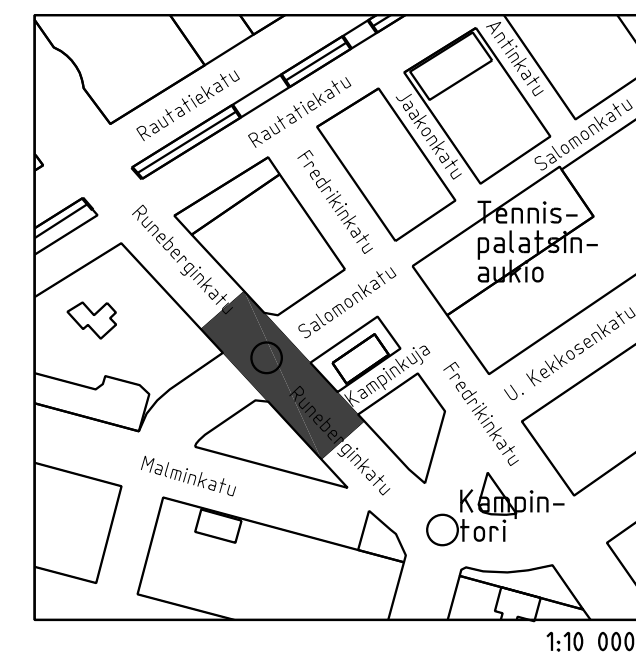 Antinkatu
Rautatiekatu
Rautatiekatu
Jaakonkatu
Salomonkatu
Fredrikinkatu
Runeberginkatu
Tennis-
palatsin-
aukio
Salomonkatu
U. Kekkosenkatu
Kampinkuja
Fredrikinkatu
Runeberginkatu
Malminkatu
Kampin-
tori
1:10 000